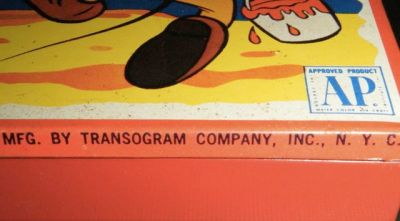 APPROVED PRODUCT
AP.
MFG. BY TRANSOGRAM COMPANY, INC., N. Y. C.